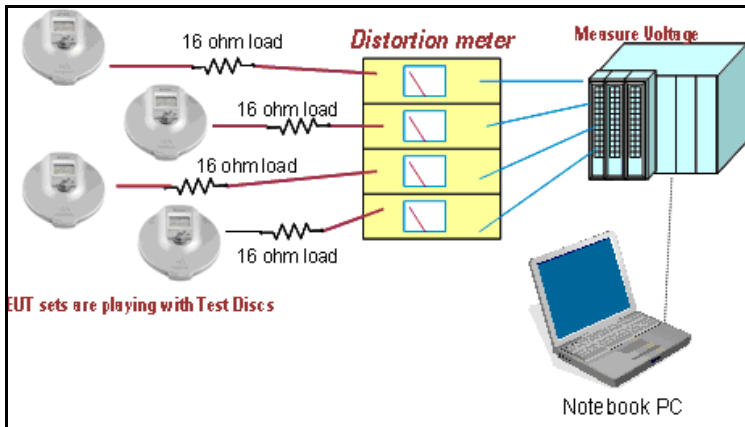 16 ohm load
Distortion meter
Measure Voltage
16 ohm load
16 ohm load
16 ohm load
EUT sets are playing with Test Discs
Notebook PC